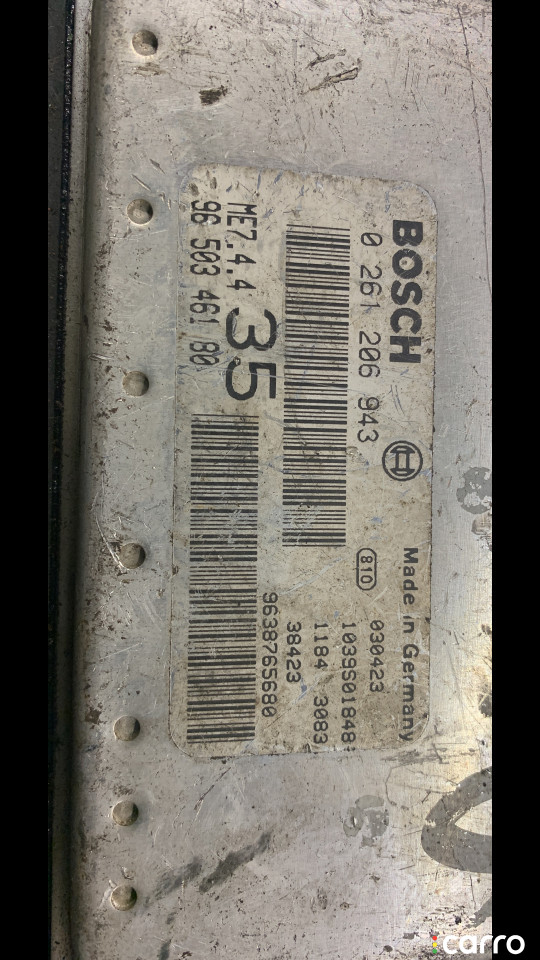 BOSCH
0 261 206 943
Made in Germany
810
030423
1039S01848
1184 3083
38423
ME7.4.4
35
96 503 461 80
9638765680
carro